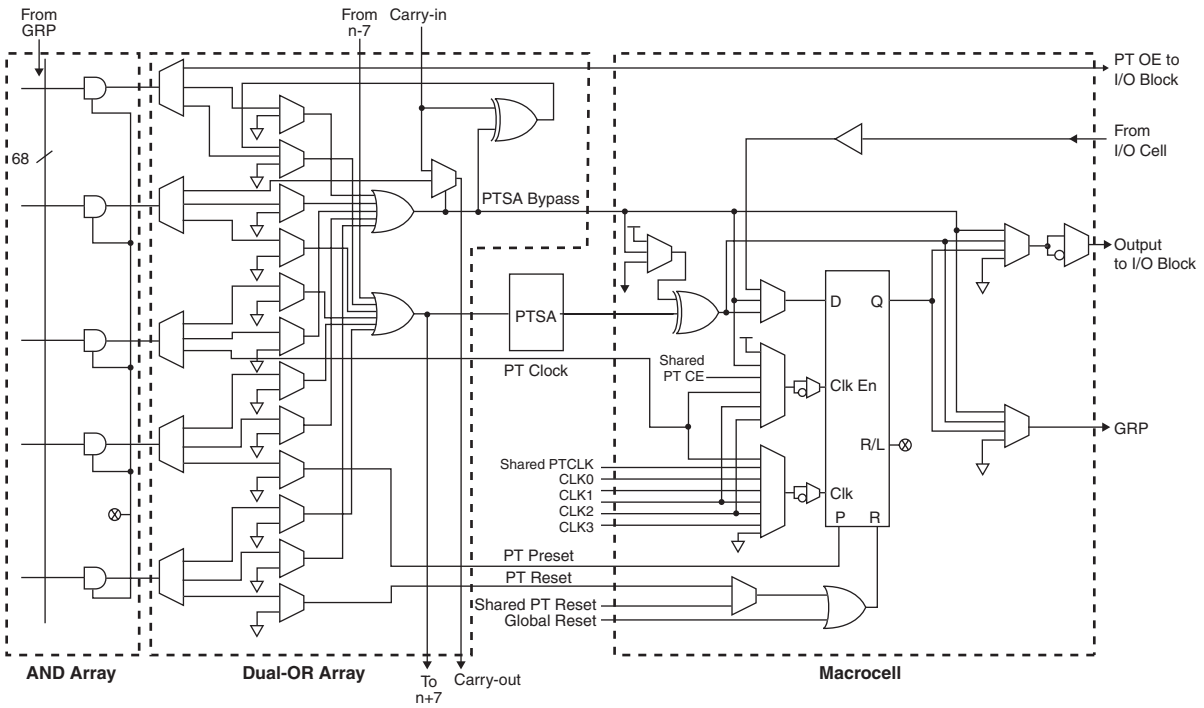 From
GRP
From
n-7
Carry-in
PT OE to
I/O Block
From
I/O Cell
68
PTSA Bypass
Output
to I/O Block
PTSA
D
Q
Shared
PT CE
PT Clock
Clk En
GRP
R/L
Shared PTCLK
CLK0
CLK1
CLK2
CLK3
Clk
P
R
PT Preset
PT Reset
Shared PT Reset
Global Reset
AND Array
Dual-OR Array
To
n+7
Carry-out
Macrocell